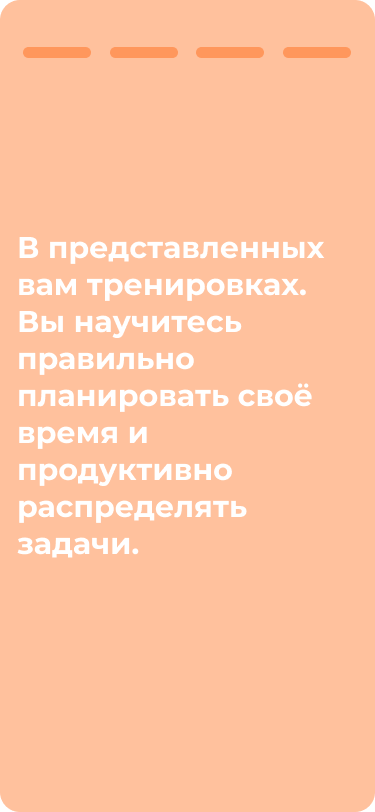 В представленных
вам тренировках.
Вы научитесь
правильно
планировать своё
время и
продуктивно
распределять
задачи.